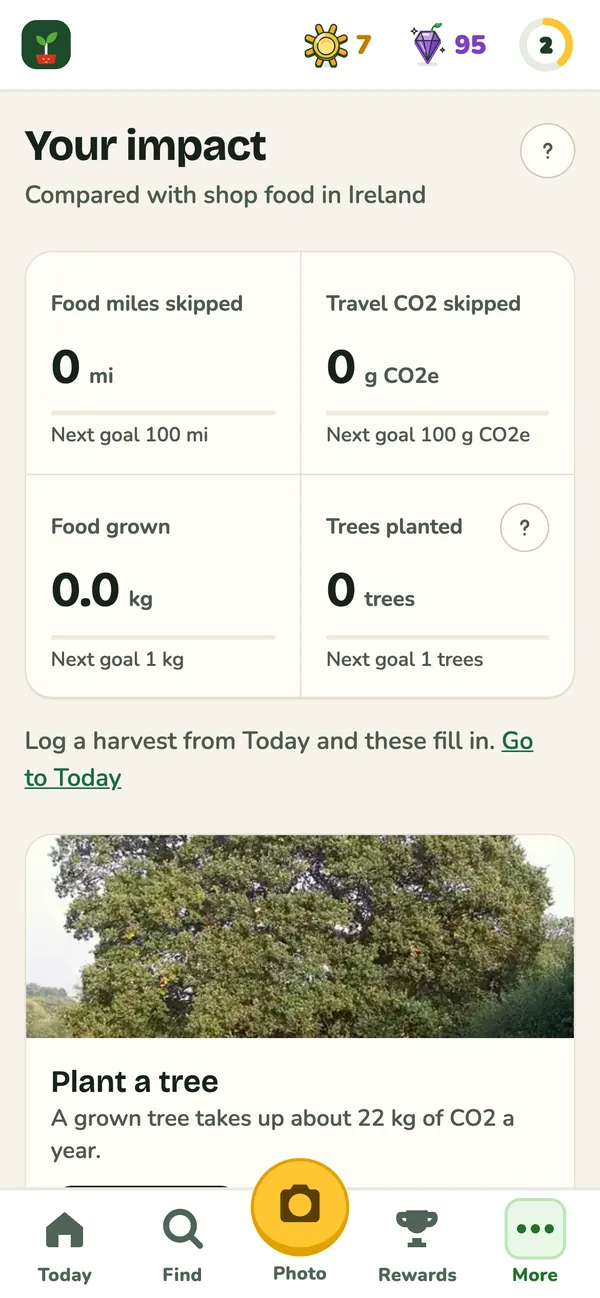 7
95
2
Your impact
?
Compared with shop food in Ireland
Food miles skipped
0 mi
Next goal 100 mi
Travel CO2 skipped
0 g CO2e
Next goal 100 g CO2e
Food grown
0.0 kg
Next goal 1 kg
Trees planted
?
0 trees
Next goal 1 trees
Log a harvest from Today and these fill in. Go
to Today
Plant a tree
A grown tree takes up about 22 kg of CO2 a
year.
Today
Find
Photo
Rewards
More